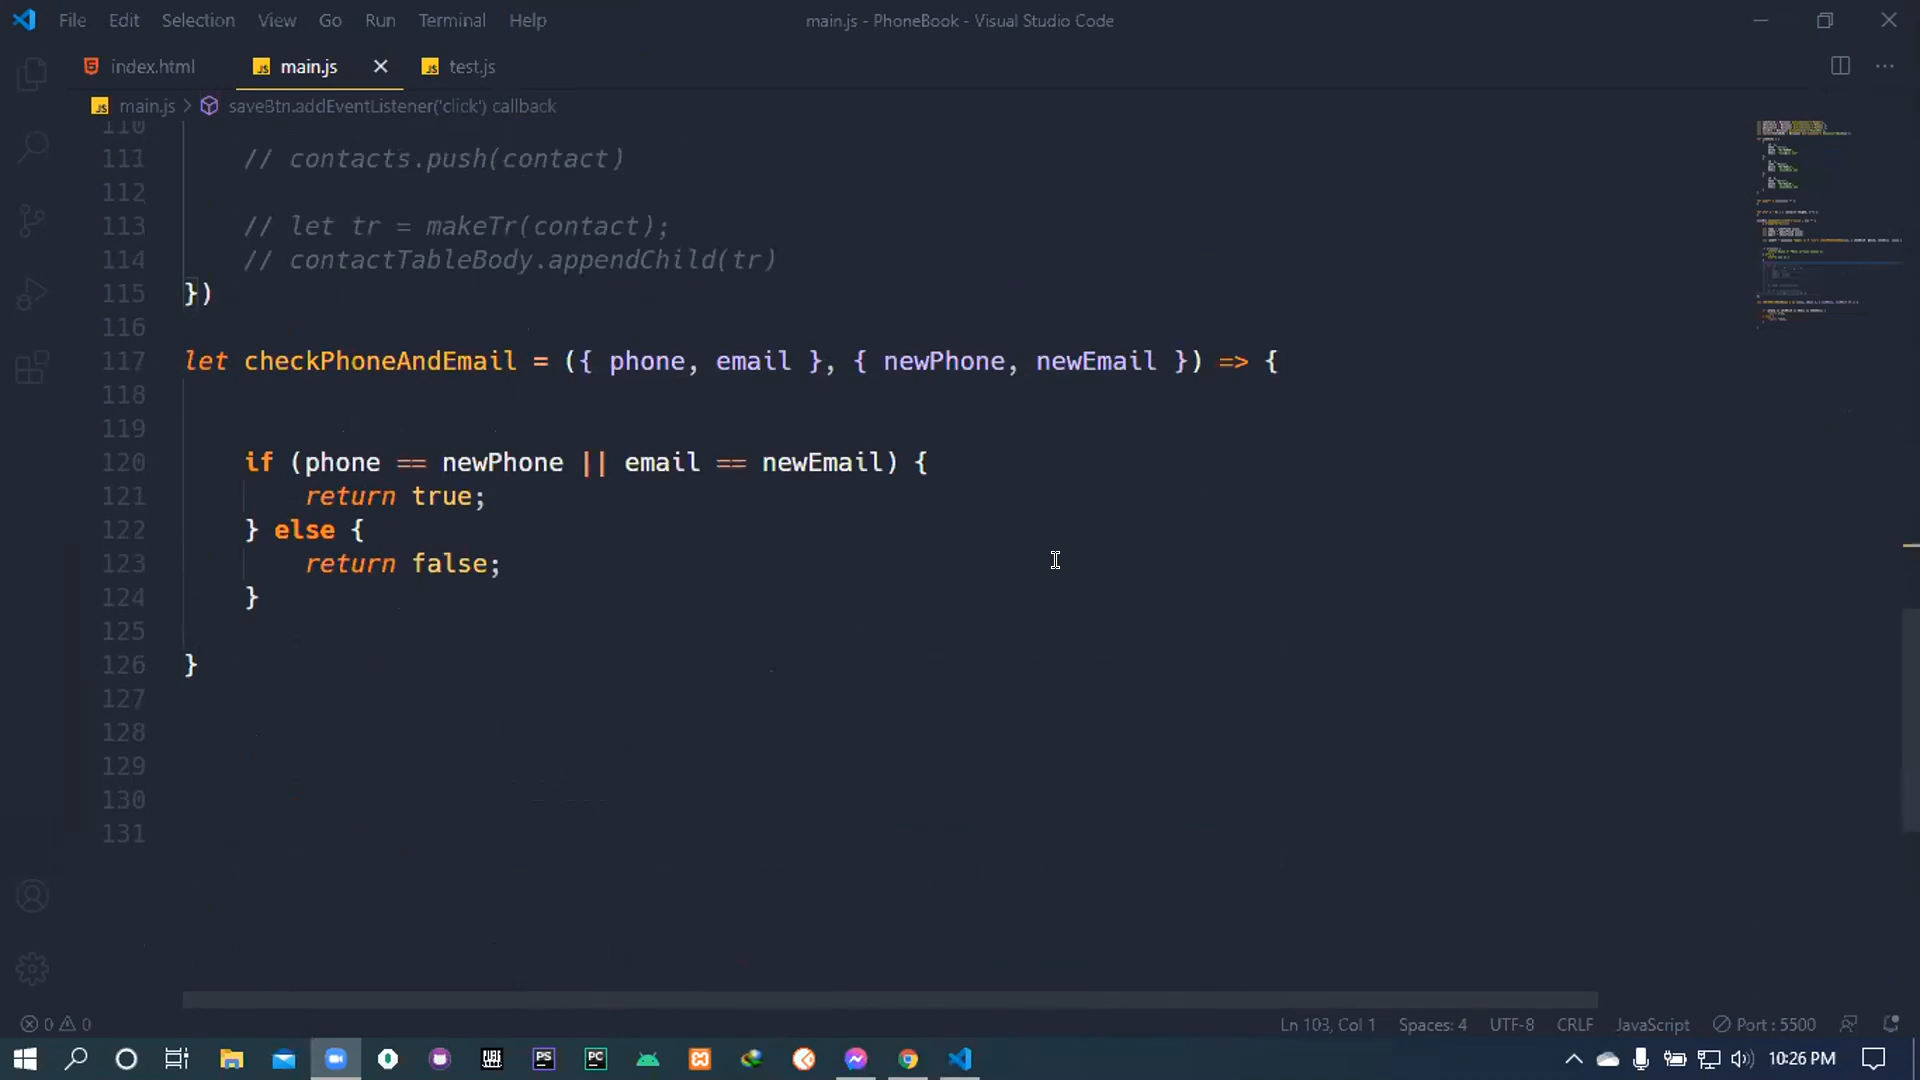 File Edit Selection View Go Run Terminal Help
main.js - PhoneBook - Visual Studio Code
index.html main.js test.js
main.js > saveBtn.addEventListener('click') callback
110
111 // contacts.push(contact)
112
113 // let tr = makeTr(contact);
114 // contactTableBody.appendChild(tr)
115 })
116
117 let checkPhoneAndEmail = ({ phone, email }, { newPhone, newEmail }) => {
118
119
120 if (phone == newPhone || email == newEmail) {
121 return true;
122 } else {
123 return false;
124 }
125
126 }
127
128
129
130
131
0 0 Ln 103, Col 1 Spaces: 4 UTF-8 CRLF JavaScript Port : 5500
PS PC 10:26 PM